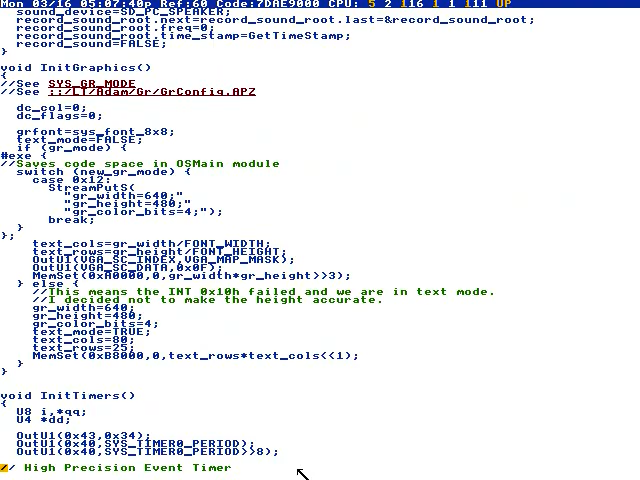 Mon 03/16 05:07:40p Ref:60 Code:7DAE9000 CPU: 5 2 116 1 1 111 UP
sound_device=SD_PC_SPEAKER;
record_sound_root.next=record_sound_root.last=&record_sound_root;
record_sound_root.freq=0;
record_sound_root.time_stamp=GetTimeStamp;
record_sound=FALSE;
}
void InitGraphics()
{
//See SYS_GR_MODE
//See ::/LT/Adam/Gr/GrConfig.APZ
dc_col=0;
dc_flags=0;
grfont=sys_font_8x8;
text_mode=FALSE;
if (gr_mode) {
#exe {
//Saves code space in OSMain module
switch (new_gr_mode) {
case 0x12:
StreamPutS(
"gr_width=640;"
"gr_height=480;"
"gr_color_bits=4;");
break;
}
};
text_cols=gr_width/FONT_WIDTH;
text_rows=gr_height/FONT_HEIGHT;
OutU1(VGA_SC_INDEX,VGA_MAP_MASK);
OutU1(VGA_SC_DATA,0x0F);
MemSet(0xA0000,0,gr_width*gr_height>>3);
} else {
//This means the INT 0x10h failed and we are in text mode.
//I decided not to make the height accurate.
gr_width=640;
gr_height=480;
gr_color_bits=4;
text_mode=TRUE;
text_cols=80;
text_rows=25;
MemSet(0xB8000,0,text_rows*text_cols<<1);
}
}
void InitTimers()
{
U8 i,*qq;
U4 *dd;
OutU1(0x43,0x34);
OutU1(0x40,SYS_TIMER0_PERIOD);
OutU1(0x40,SYS_TIMER0_PERIOD>>8);
// High Precision Event Timer